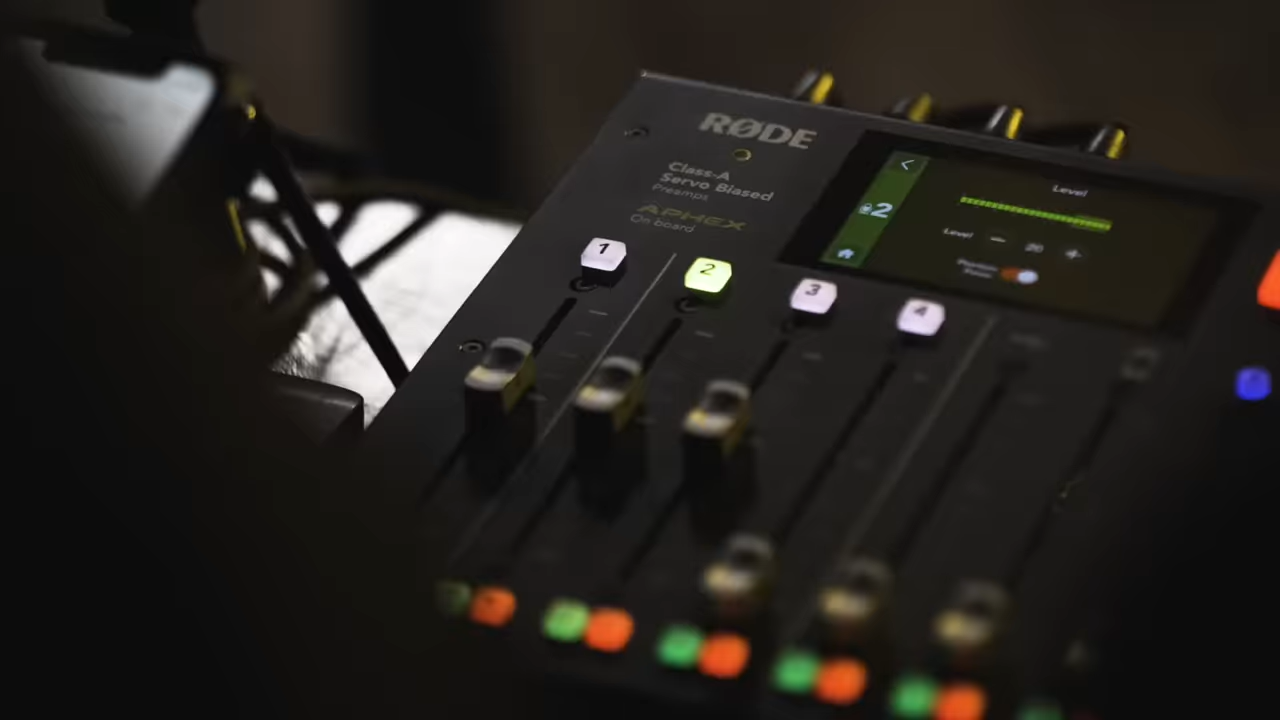 RØDE
Class-A
Servo Biased
Preamps
APHEX
On board
2
Level
Level
20
1
2
3
4